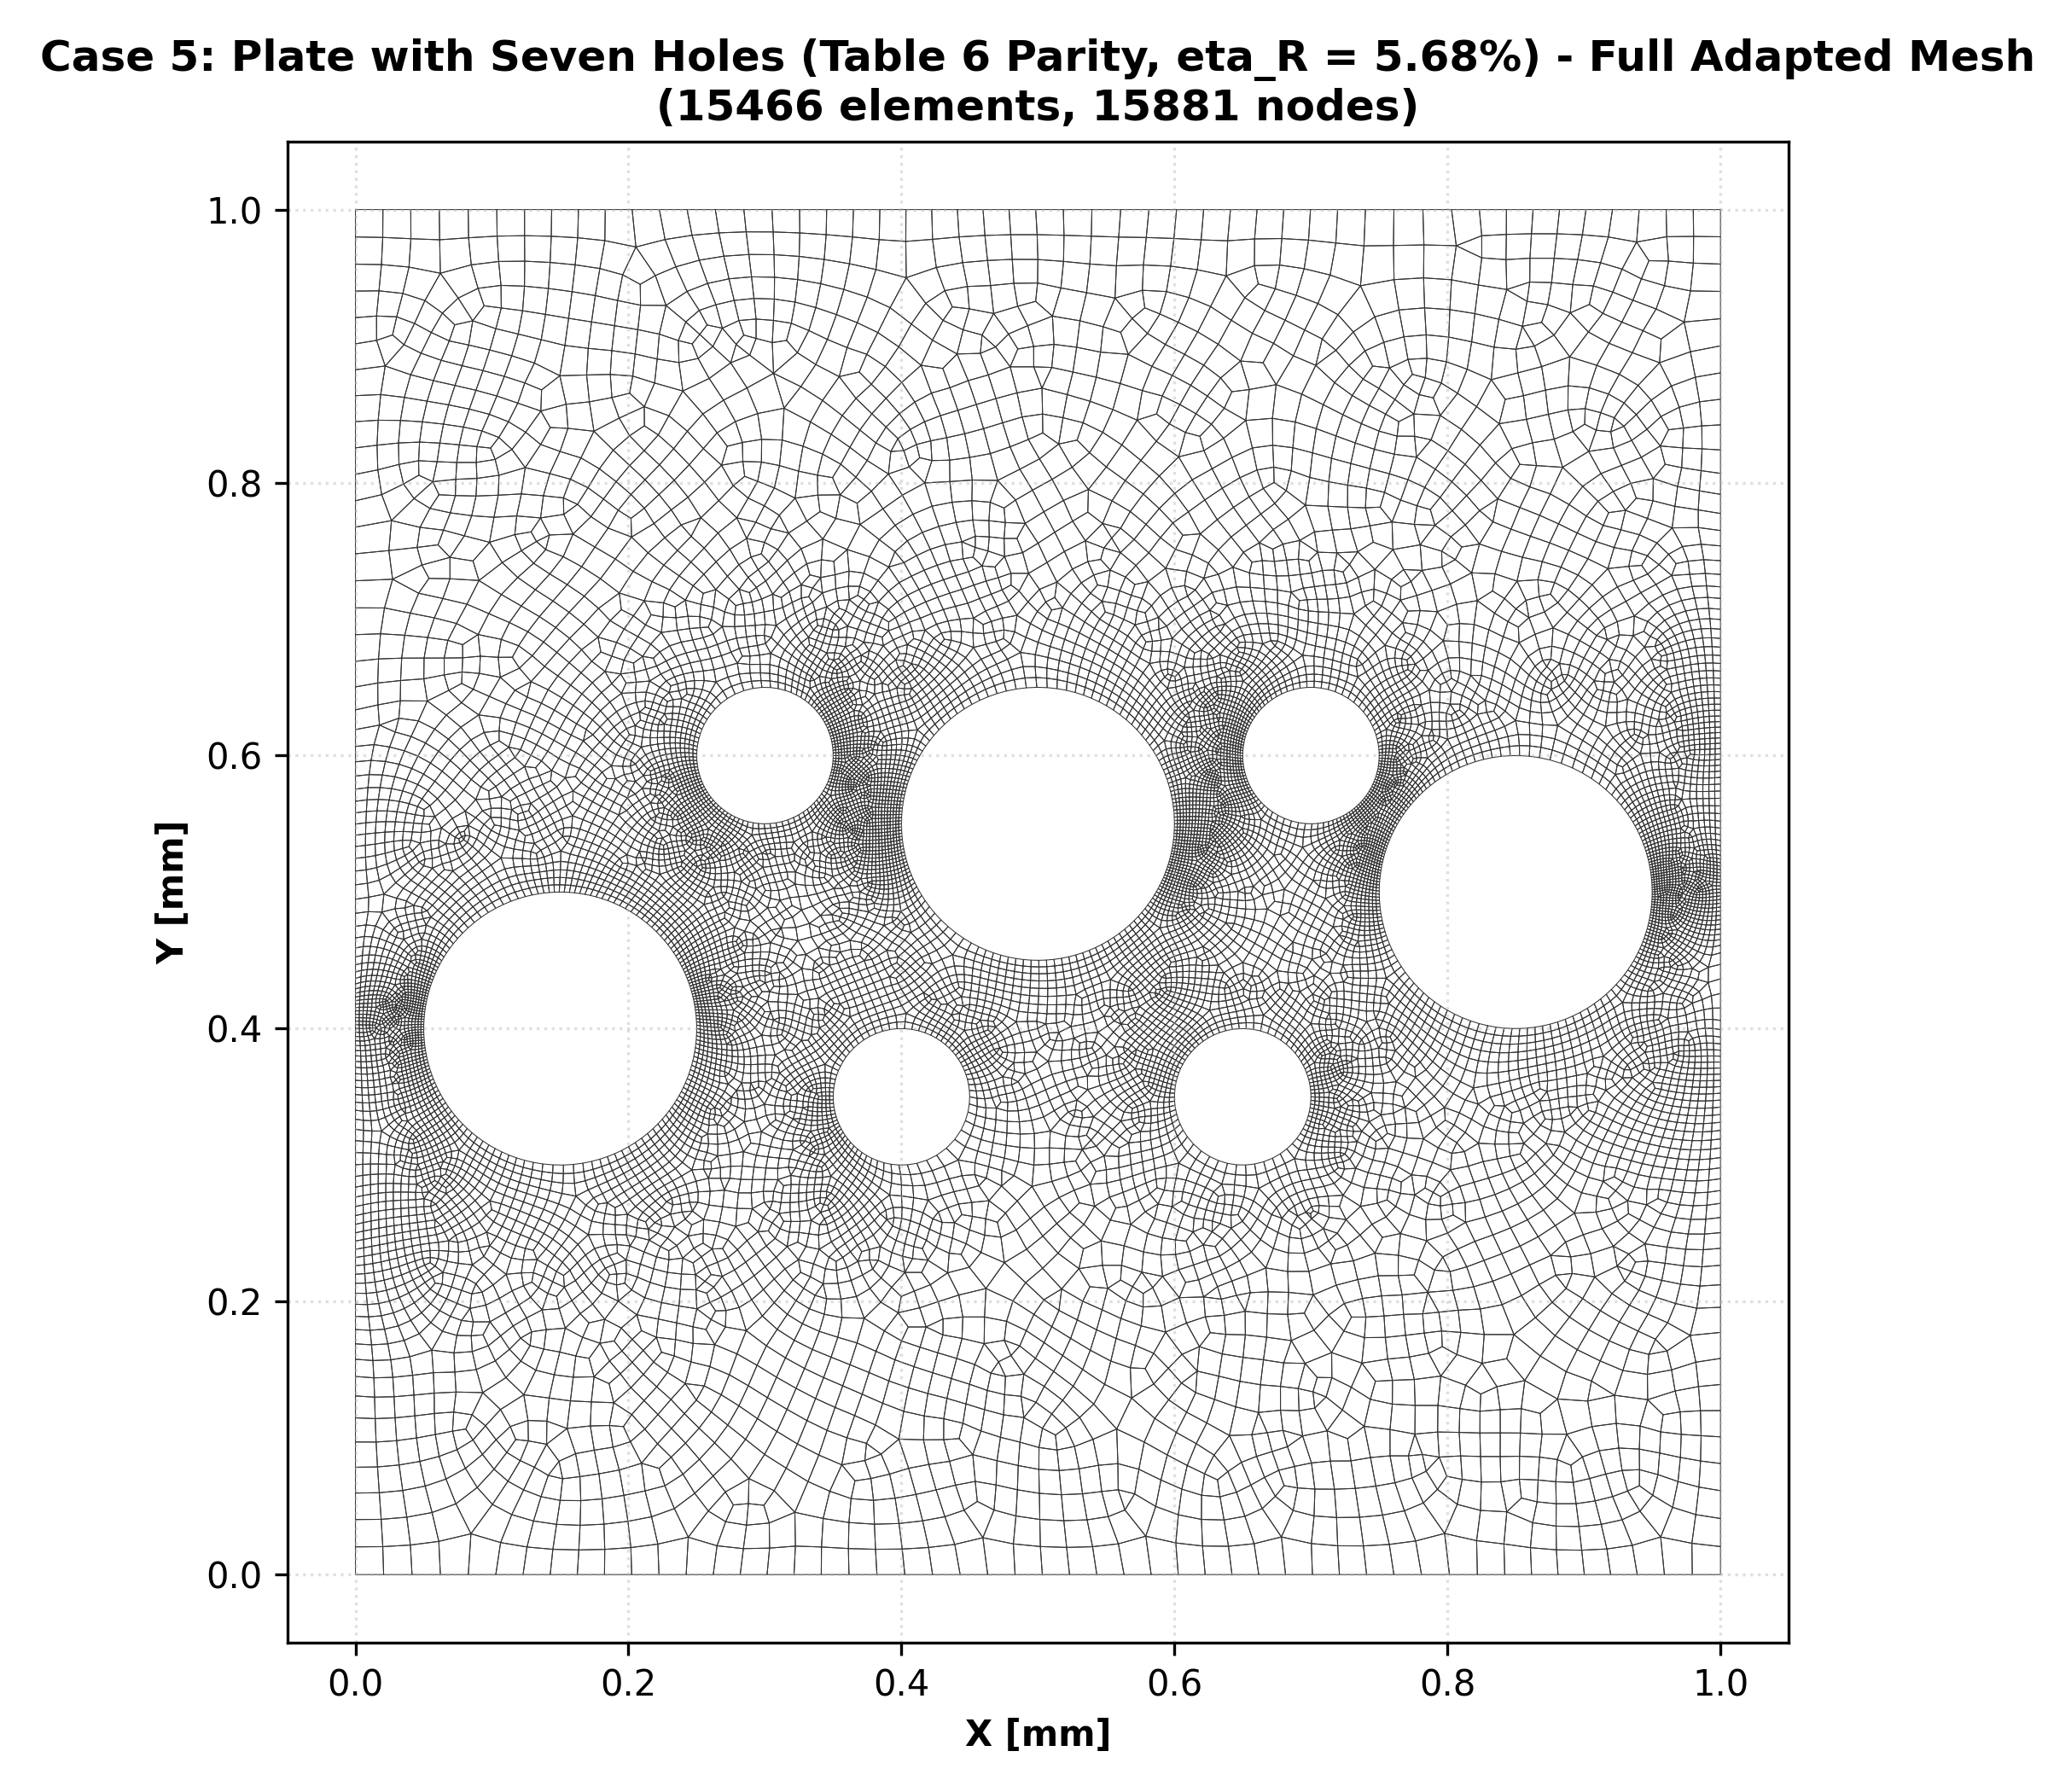 Case 5: Plate with Seven Holes (Table 6 Parity, eta_R = 5.68%) - Full Adapted Mesh
(15466 elements, 15881 nodes)
1.0
0.8
0.6
0.4
0.2
0.0
Y [mm]
0.0 0.2 0.4 0.6 0.8 1.0
X [mm]